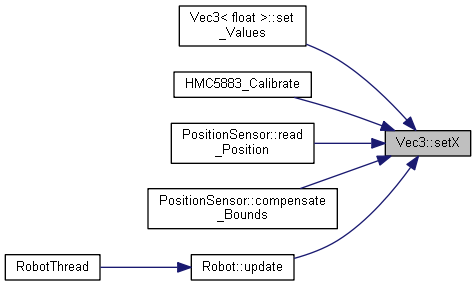 Vec3< float >::set
_Values
HMC5883_Calibrate
PositionSensor::read
_Position
Vec3::setX
PositionSensor::compensate
_Bounds
RobotThread
Robot::update